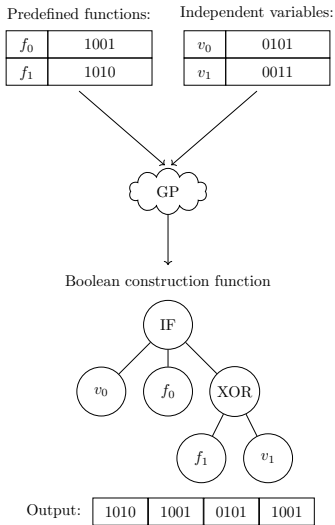 Predefined functions: Independent variables:
f₀ 1001 v₀ 0101
f₁ 1010 v₁ 0011
GP
Boolean construction function
IF
v₀ f₀ XOR
f₁ v₁
Output: 1010 1001 0101 1001